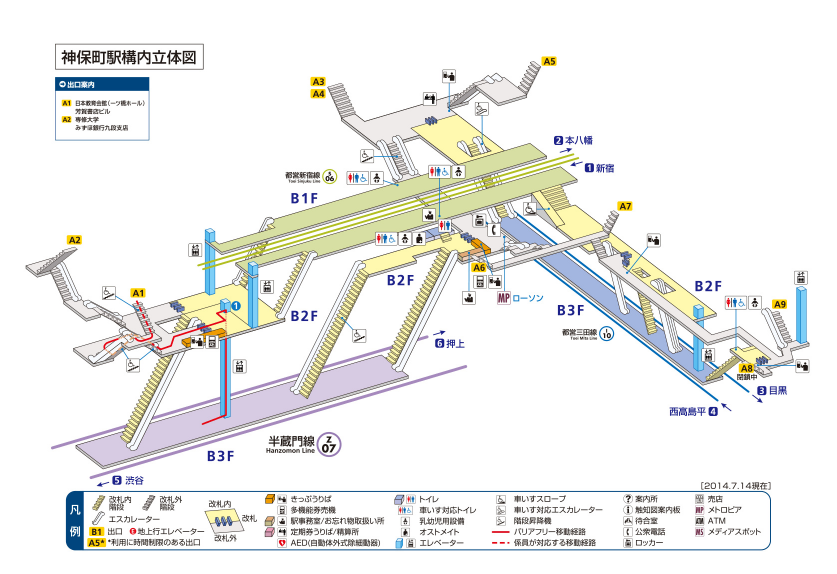 神保町駅構内立体図
出口案内
A1 日本教育会館(一ツ橋ホール)
芳賀書店ビル
A2 専修大学
みずほ銀行九段支店
A3
A4
A5
2 本八幡
1 新宿
都営新宿線 S 06
Toei Shinjuku Line
B1F
A7
A2
A6
B2F
MP ローソン
A1
1
B2F
B2F
B3F
A9
都営三田線 I 10
Toei Mita Line
6 押上
A8
閉鎖中
3 目黒
西高島平 4
半蔵門線 Z 07
Hanzomon Line
B3F
5 渋谷
[2014.7.14現在]
凡例
改札内階段
改札外階段
エスカレーター
B1 出口
E 地上行エレベーター
A5* *利用に時間制限のある出口
改札内
改札
改札外
きっぷうりば
多機能券売機
駅事務室/お忘れ物取扱い所
定期券うりば/精算所
AED(自動体外式除細動器)
トイレ
車いす対応トイレ
乳幼児用設備
オストメイト
エレベーター
車いすスロープ
車いす対応エスカレーター
階段昇降機
バリアフリー移動経路
係員が対応する移動経路
? 案内所
i 触知図案内板
待合室
公衆電話
ロッカー
売店
MP メトロピア
ATM ATM
MS メディアスポット